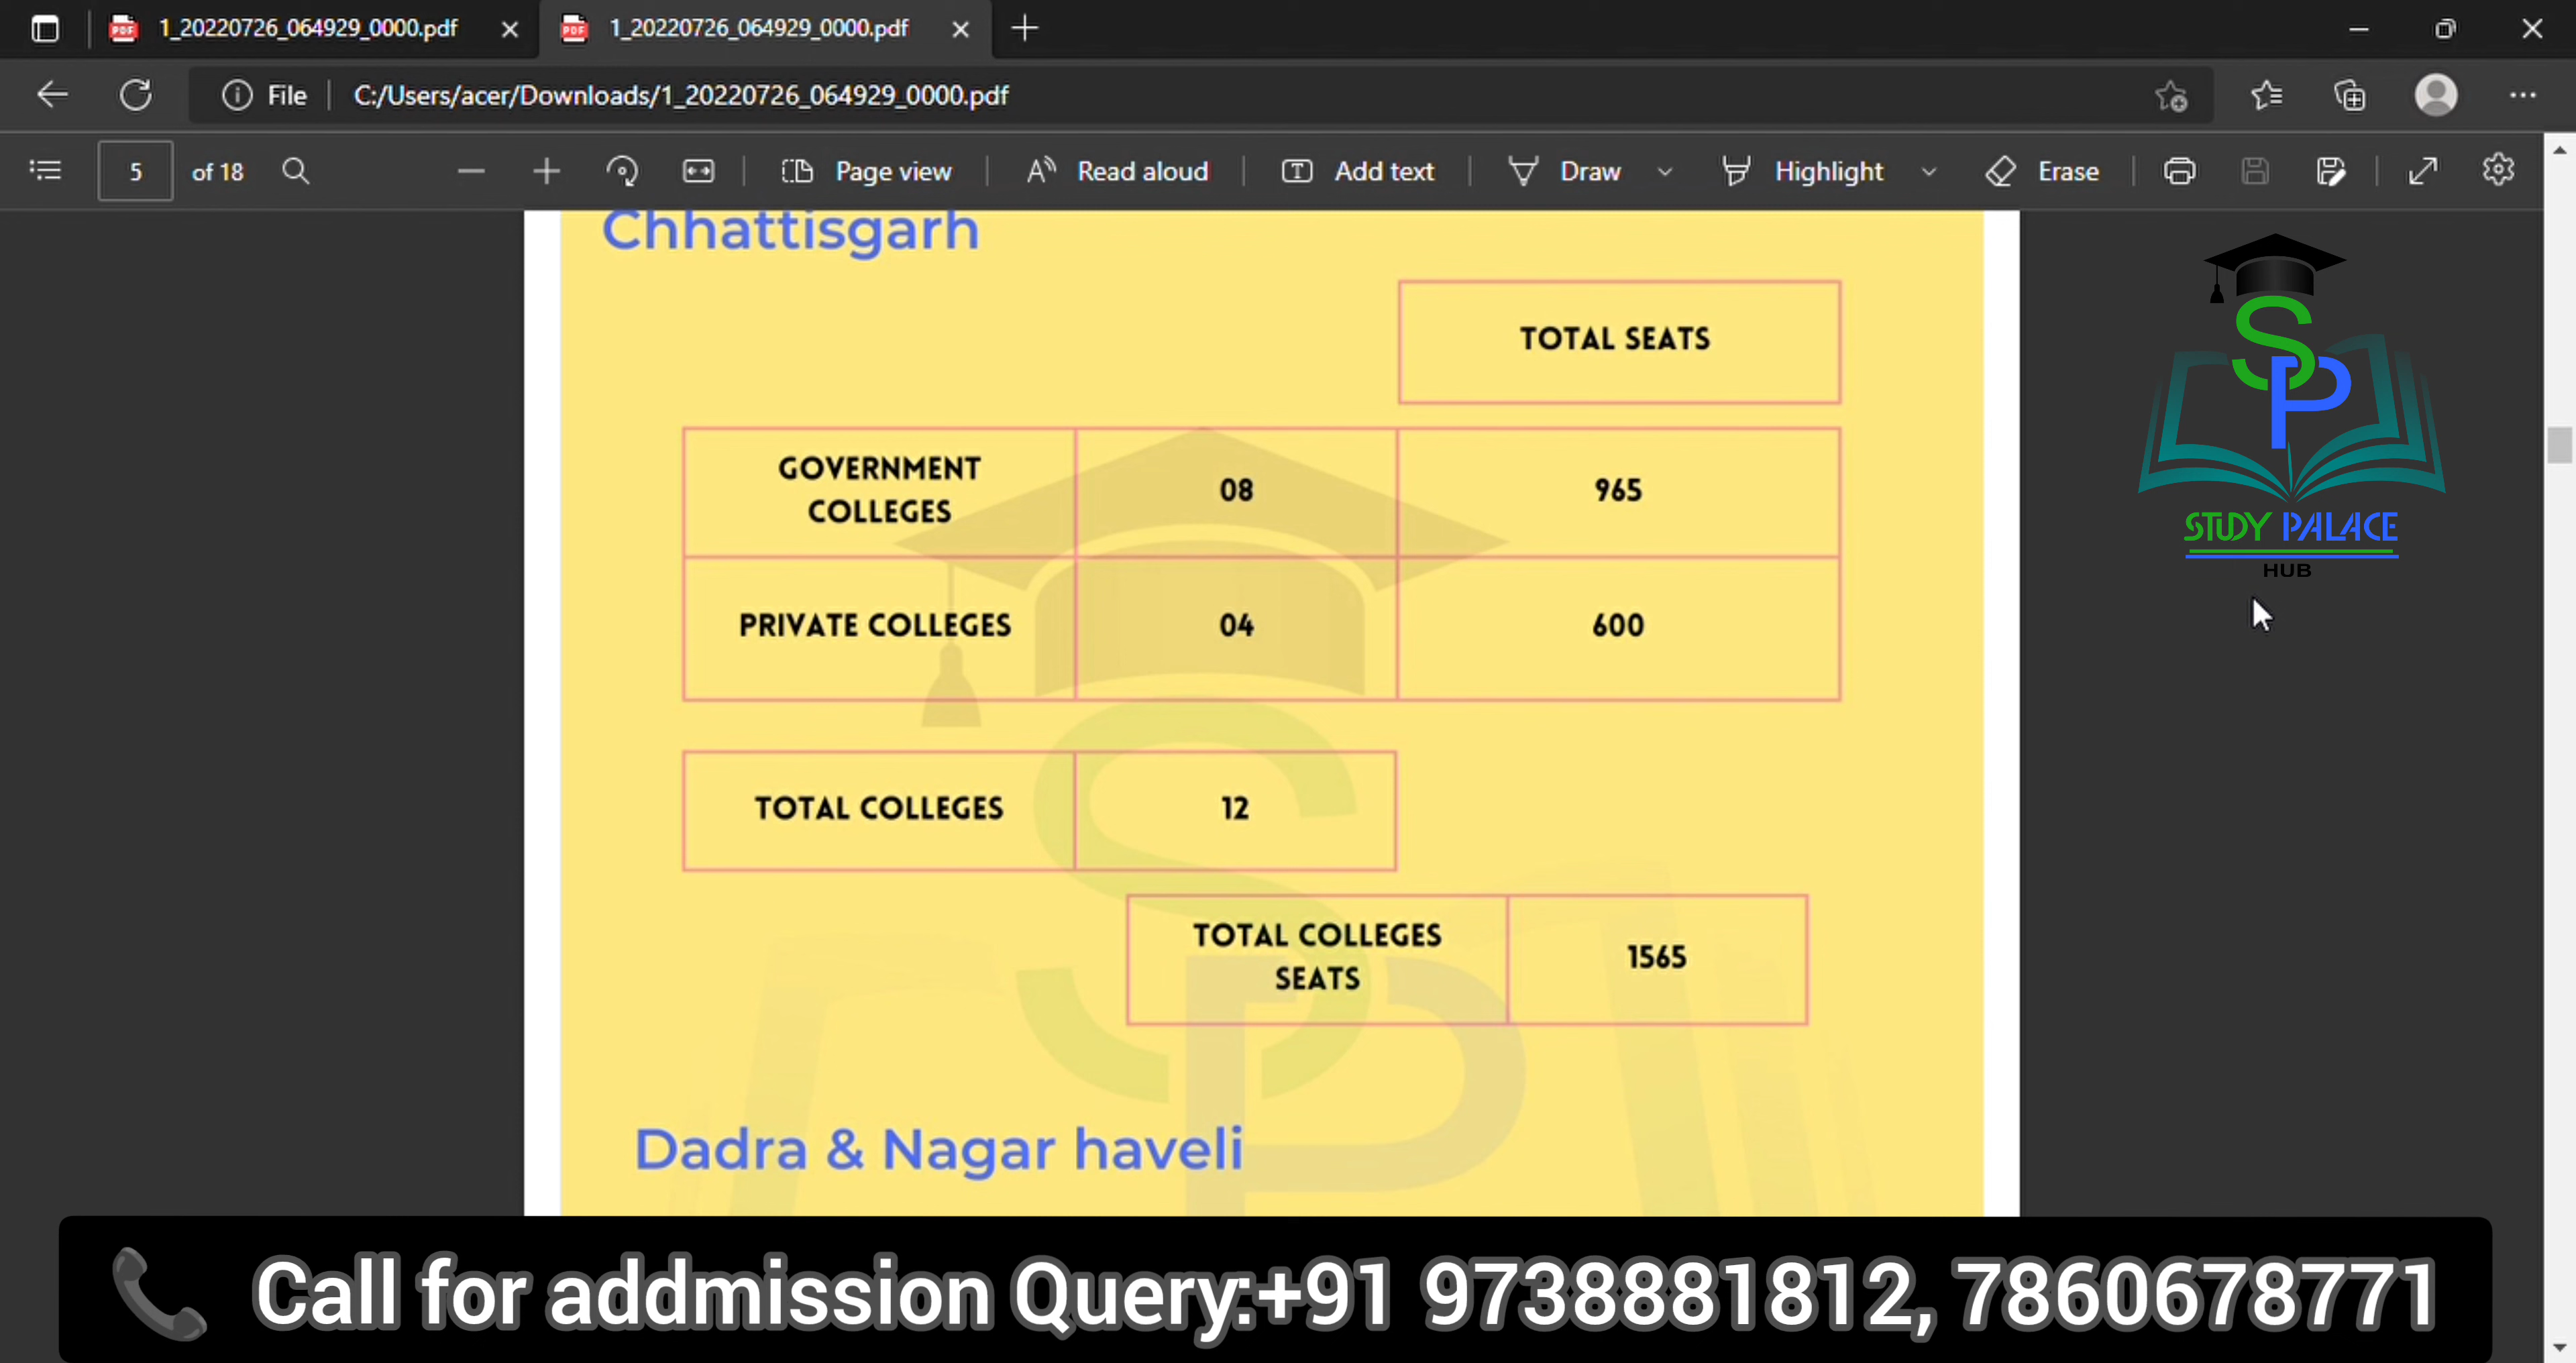 1_20220726_064929_0000.pdf
1_20220726_064929_0000.pdf
File
C:/Users/acer/Downloads/1_20220726_064929_0000.pdf
5 of 18
Page view
Read aloud
Add text
Draw
Highlight
Erase
Chhattisgarh
TOTAL SEATS
GOVERNMENT
COLLEGES
08
965
PRIVATE COLLEGES
04
600
TOTAL COLLEGES
12
TOTAL COLLEGES
SEATS
1565
Dadra & Nagar haveli
SP
STUDY PALACE
HUB
Call for addmission Query:+91 9738881812, 7860678771